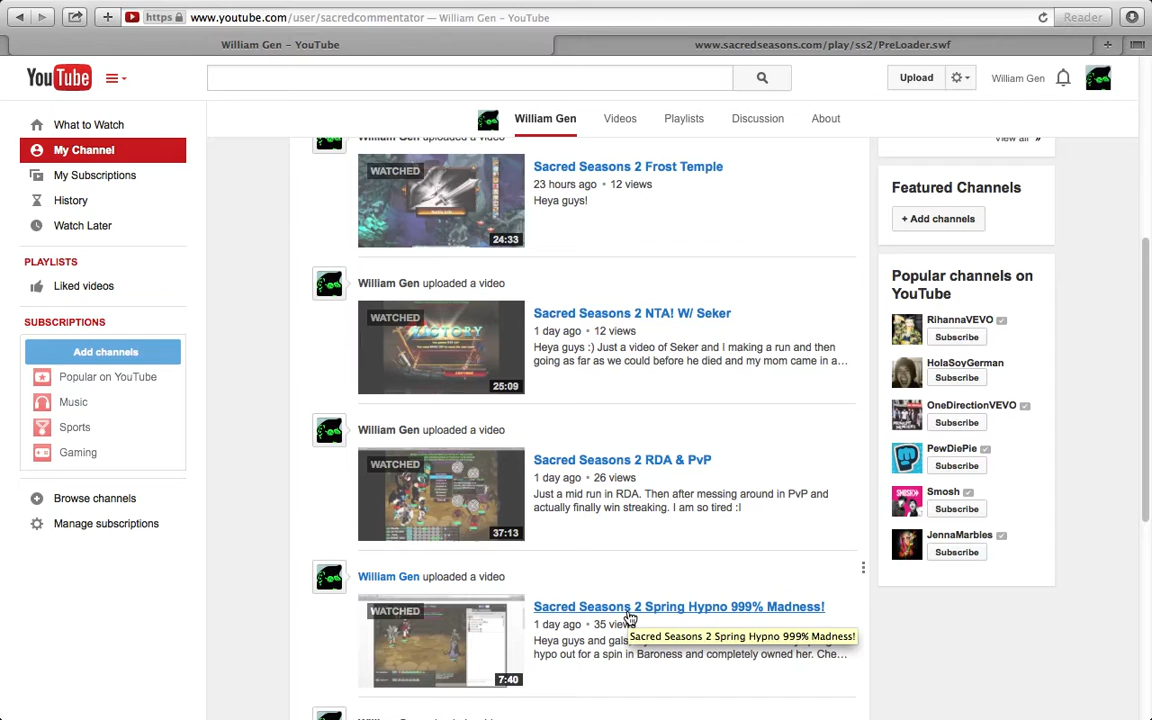 https www.youtube.com/user/sacredcommentator — William Gen – YouTube
Reader
William Gen – YouTube
www.sacredseasons.com/play/ss2/PreLoader.swf
YouTube
Upload
William Gen
William Gen Videos Playlists Discussion About
What to Watch
My Channel
My Subscriptions
History
Watch Later
PLAYLISTS
Liked videos
SUBSCRIPTIONS
Add channels
Popular on YouTube
Music
Sports
Gaming
Browse channels
Manage subscriptions
William Gen uploaded a video
WATCHED
24:33
Sacred Seasons 2 Frost Temple
23 hours ago • 12 views
Heya guys!
William Gen uploaded a video
WATCHED
VICTORY
25:09
Sacred Seasons 2 NTA! W/ Seker
1 day ago • 12 views
Heya guys :) Just a video of Seker and I making a run and then
going as far as we could before he died and my mom came in a...
William Gen uploaded a video
WATCHED
37:13
Sacred Seasons 2 RDA & PvP
1 day ago • 26 views
Just a mid run in RDA. Then after messing around in PvP and
actually finally win streaking. I am so tired :l
William Gen uploaded a video
WATCHED
7:40
Sacred Seasons 2 Spring Hypno 999% Madness!
1 day ago • 35 views
Sacred Seasons 2 Spring Hypno 999% Madness!
Heya guys and gals
hypo out for a spin in Baroness and completely owned her. Che...
William Gen uploaded a video
View all »
Featured Channels
+ Add channels
Popular channels on
YouTube
RihannaVEVO
Subscribe
HolaSoyGerman
Subscribe
OneDirectionVEVO
Subscribe
PewDiePie
Subscribe
Smosh
Subscribe
JennaMarbles
Subscribe